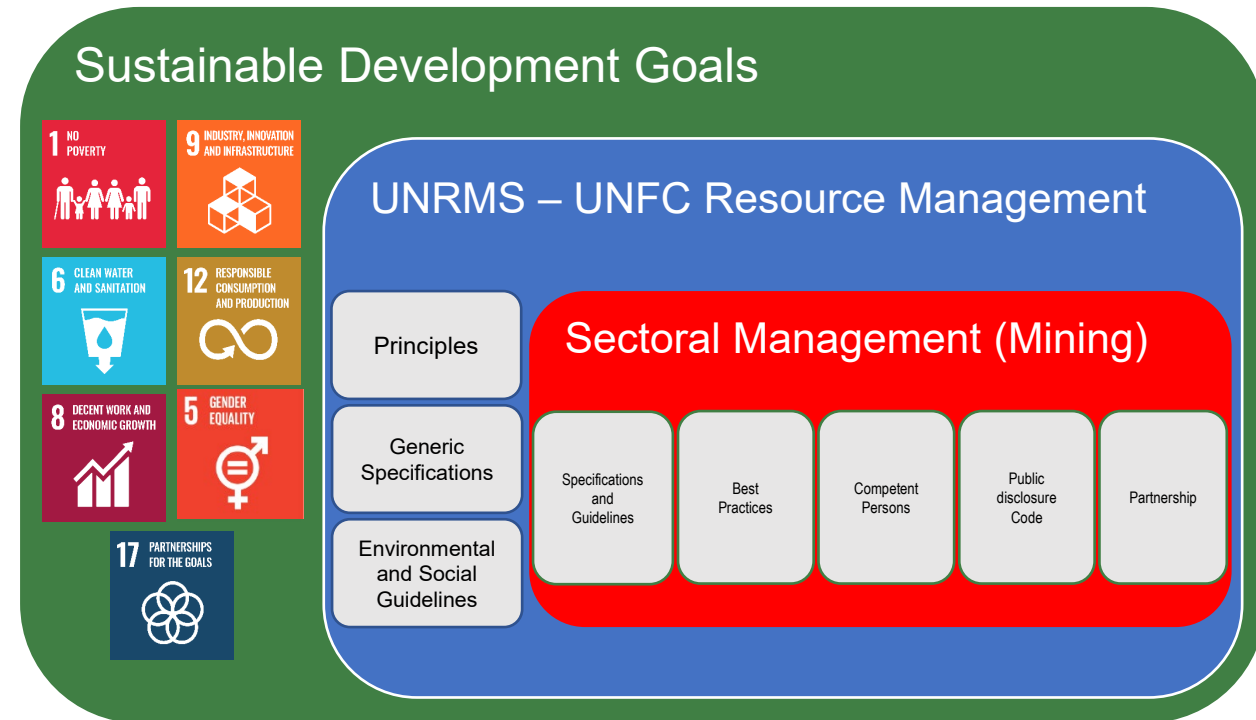 Sustainable Development Goals
1 NO
POVERTY
9 INDUSTRY, INNOVATION
AND INFRASTRUCTURE
6 CLEAN WATER
AND SANITATION
12 RESPONSIBLE
CONSUMPTION
AND PRODUCTION
8 DECENT WORK AND
ECONOMIC GROWTH
5 GENDER
EQUALITY
17 PARTNERSHIPS
FOR THE GOALS
UNRMS – UNFC Resource Management
Principles
Generic
Specifications
Environmental
and Social
Guidelines
Sectoral Management (Mining)
Specifications
and
Guidelines
Best
Practices
Competent
Persons
Public
disclosure
Code
Partnership